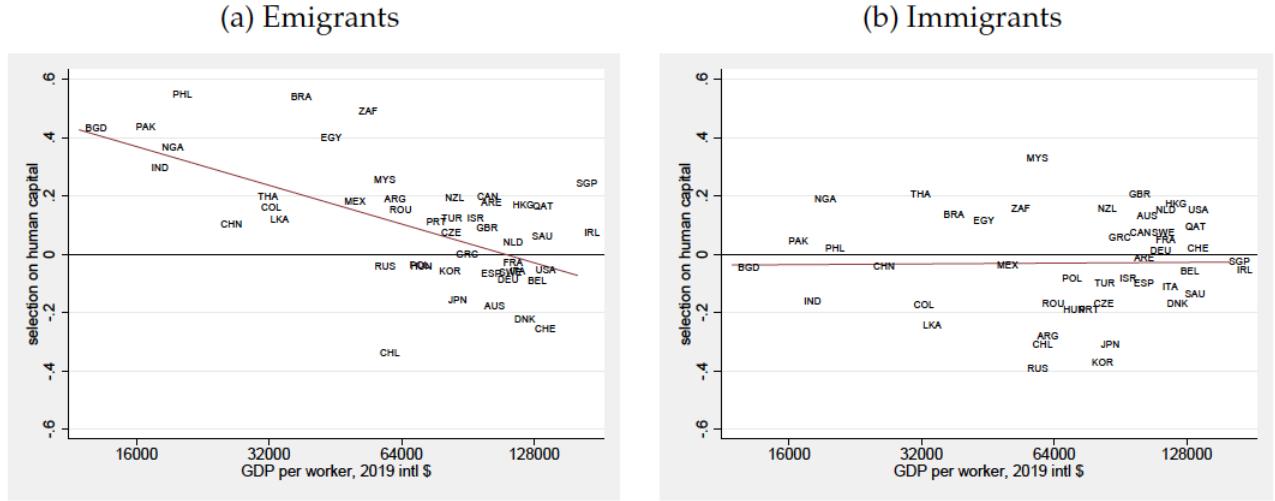 (a) Emigrants
(b) Immigrants
selection on human capital
.6
.4
.2
0
-.2
-.4
-.6
PHL
BRA
ZAF
BGD
PAK
EGY
NGA
IND
MYS
SGP
THA
MEX
ARG
NZL
CAN
ARE
COL
ROU
HKG
QAT
CHN
LKA
PRT
TUR
ISR
CZE
GBR
IRL
NLD
SAU
GRC
RUS
POL
HUN
KOR
FRA
ESP
SWE
ITA
USA
DEU
BEL
JPN
AUS
DNK
CHE
CHL
16000
32000
64000
128000
GDP per worker, 2019 intl $
selection on human capital
.6
.4
.2
0
-.2
-.4
-.6
MYS
NGA
THA
GBR
BRA
EGY
ZAF
NZL
HKG
NLD
USA
AUS
PAK
PHL
GRC
CAN
SWE
QAT
FRA
DEU
CHE
ARE
BGD
CHN
MEX
SGP
IRL
POL
ISR
BEL
TUR
ESP
ITA
SAU
IND
COL
ROU
CZE
DNK
HUN
PRT
LKA
ARG
CHL
JPN
RUS
KOR
16000
32000
64000
128000
GDP per worker, 2019 intl $